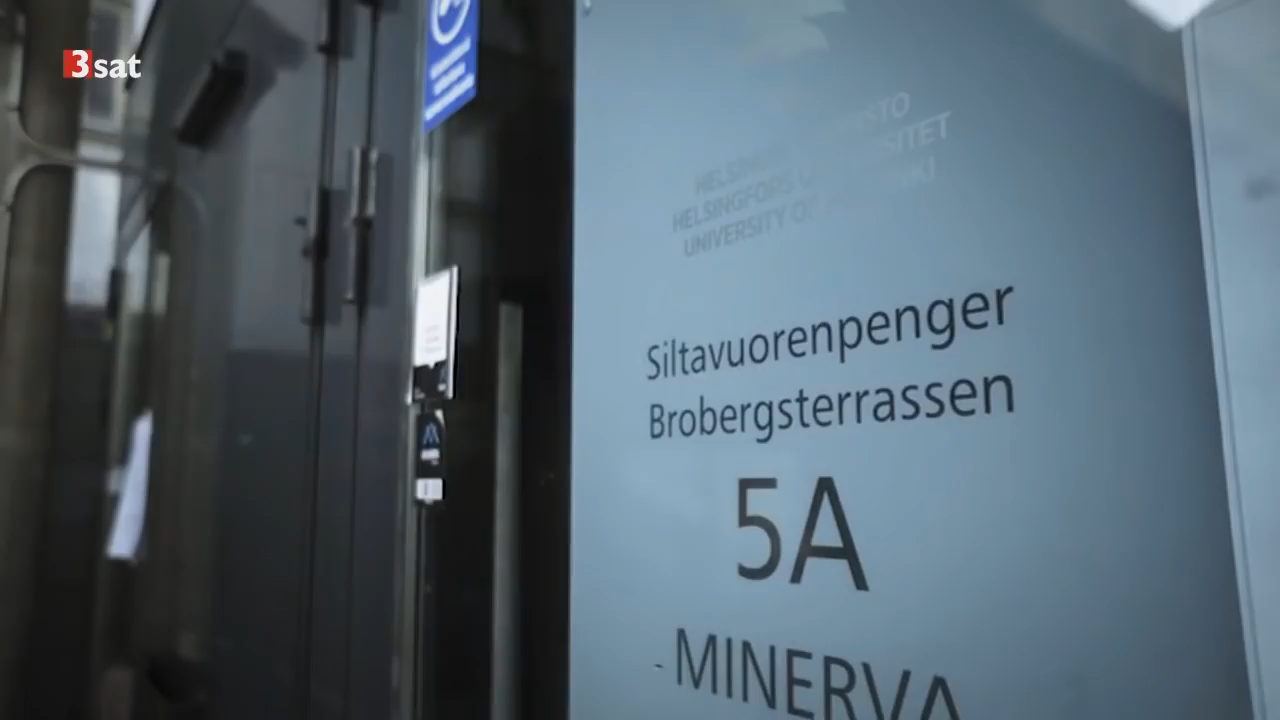 3sat
HELSINGFORS
UNIVERSITY OF
Siltavuorenpenger
Brobergsterrassen
5A
- MINERVA